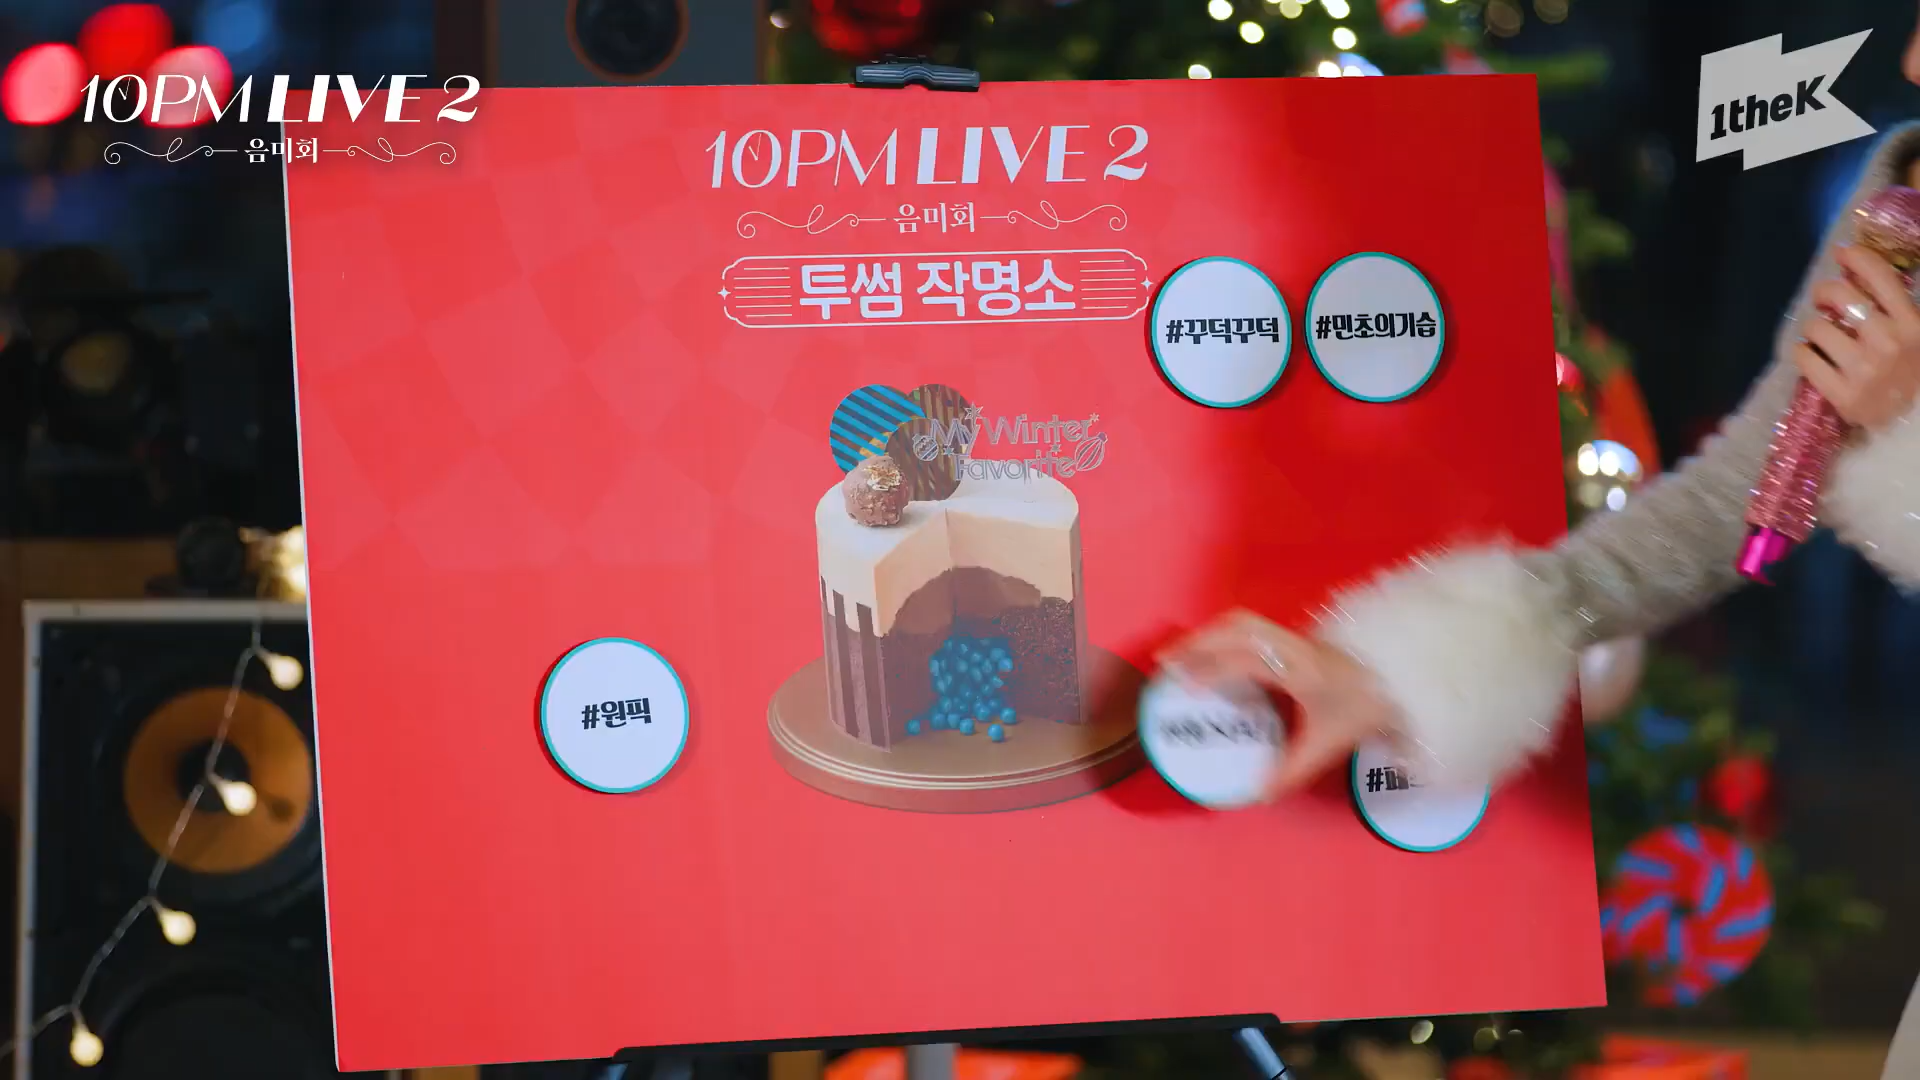 10PM LIVE 2
음미회
1theK
10PM LIVE 2
음미회
투썸 작명소
#꾸덕꾸덕
#민초의기습
My Winter
Favorite
#원픽